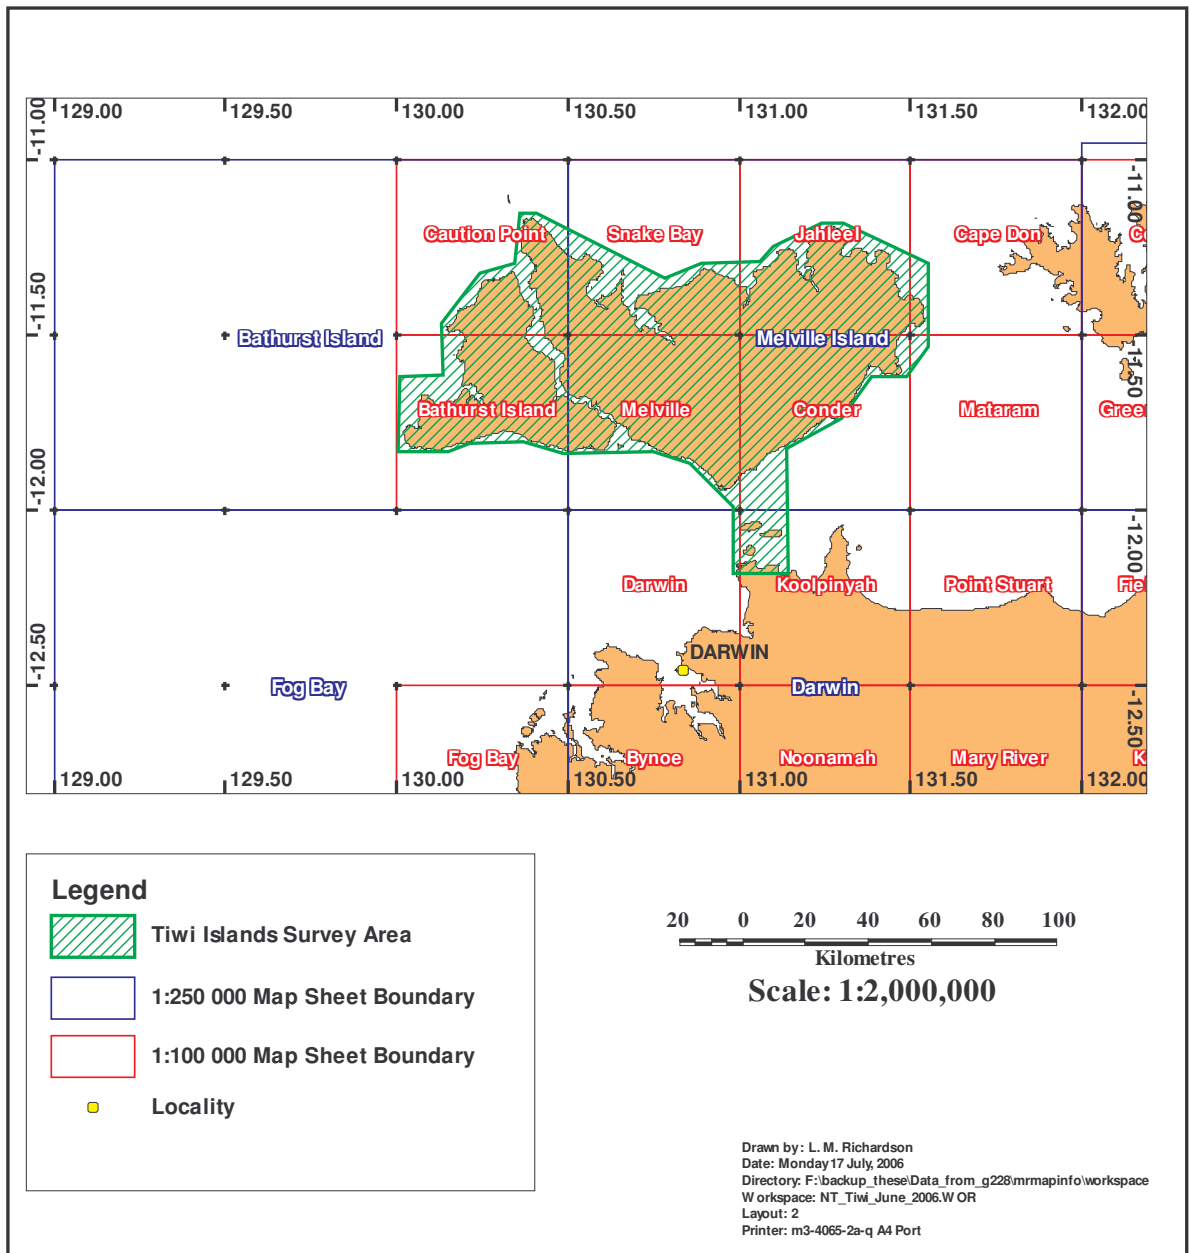 129.00 129.50 130.00 130.50 131.00 131.50 132.00
-11.00
-11.00
Caution Point Snake Bay Jahleel Cape Don Co
-11.50
Bathurst Island Melville Island
-11.50
Bathurst Island Melville Conder Mataram Green
-12.00
-12.00
Darwin Koolpinyah Point Stuart Fiel
-12.50
DARWIN
Fog Bay Darwin
-12.50
Fog Bay Bynoe Noonamah Mary River K
129.00 129.50 130.00 130.50 131.00 131.50 132.00
Legend
Tiwi Islands Survey Area
1:250 000 Map Sheet Boundary
1:100 000 Map Sheet Boundary
Locality
20 0 20 40 60 80 100
Kilometres
Scale: 1:2,000,000
Drawn by: L. M. Richardson
Date: Monday 17 July, 2006
Directory: F:\backup_these\Data_from_g228\mrmapinfo\workspace
Workspace: NT_Tiwi_June_2006.WOR
Layout: 2
Printer: m3-4065-2a-q A4 Port